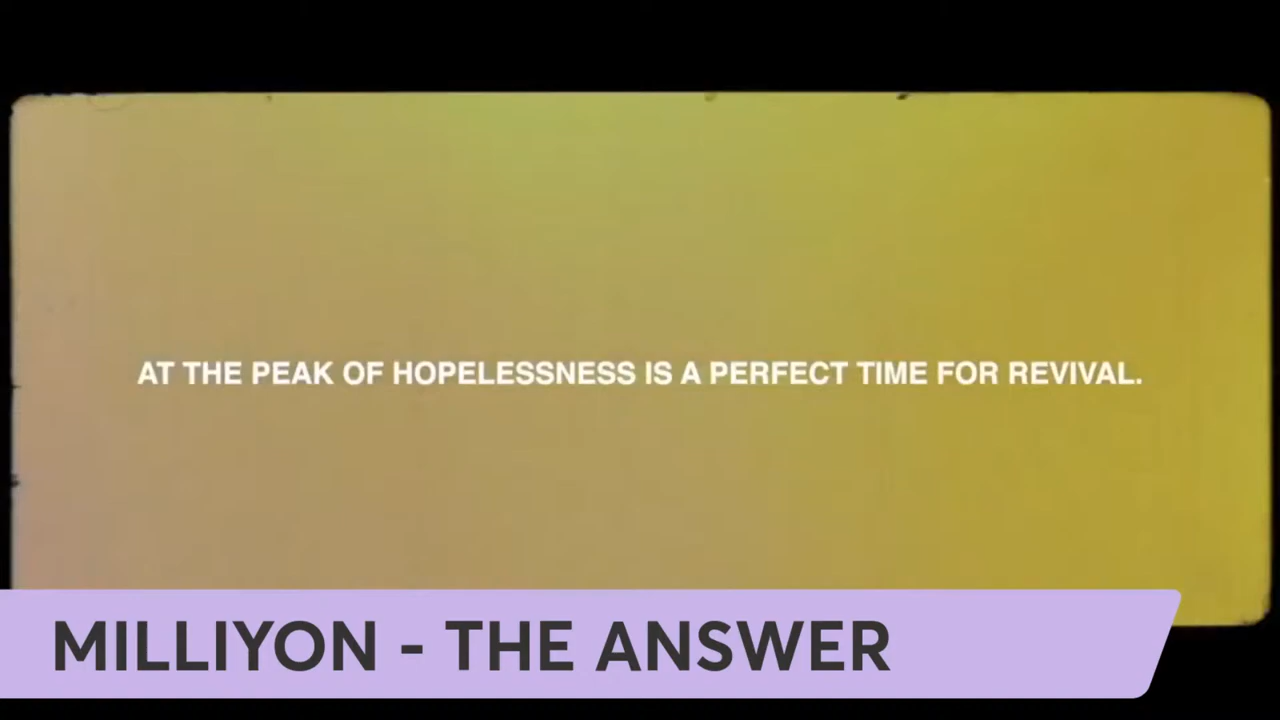 AT THE PEAK OF HOPELESSNESS IS A PERFECT TIME FOR REVIVAL.
MILLIYON - THE ANSWER